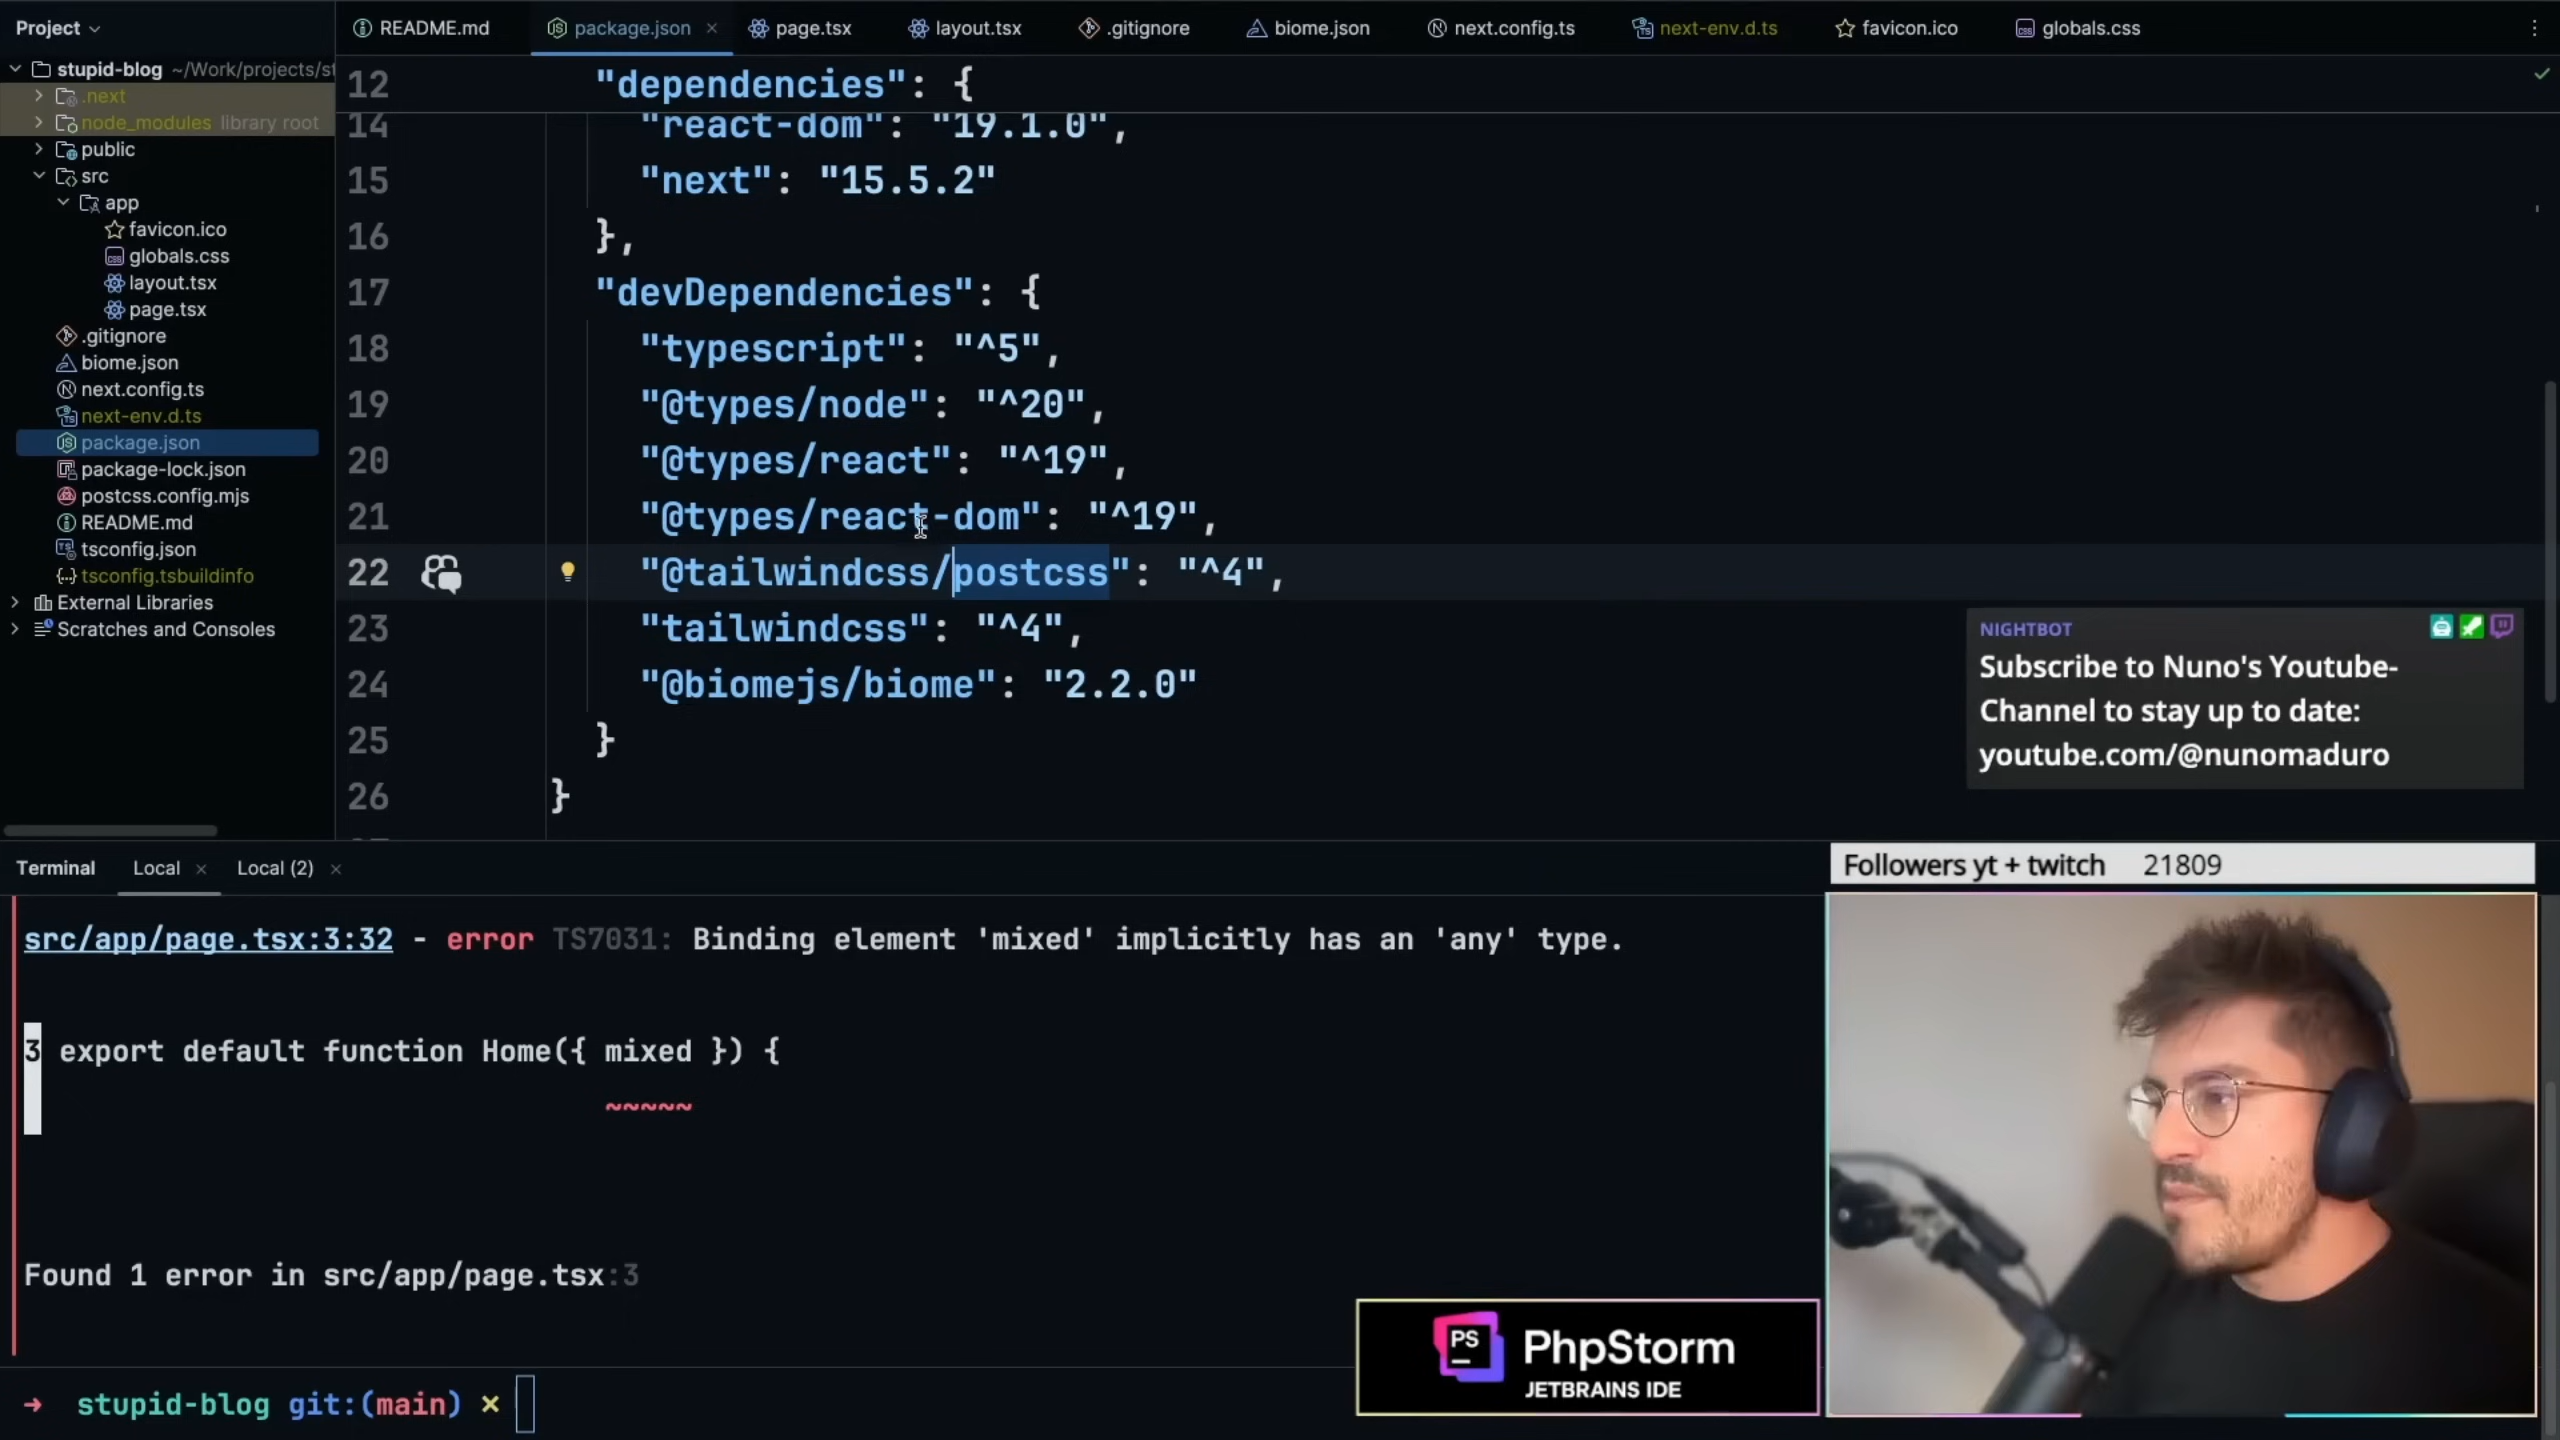 Project
README.md
package.json
page.tsx
layout.tsx
.gitignore
biome.json
next.config.ts
next-env.d.ts
favicon.ico
globals.css
stupid-blog ~/Work/projects/st
.next
node_modules library root
public
src
app
favicon.ico
globals.css
layout.tsx
page.tsx
.gitignore
biome.json
next.config.ts
next-env.d.ts
package.json
package-lock.json
postcss.config.mjs
README.md
tsconfig.json
tsconfig.tsbuildinfo
External Libraries
Scratches and Consoles
12 "dependencies": {
14 "react-dom": "19.1.0",
15 "next": "15.5.2"
16 },
17 "devDependencies": {
18 "typescript": "^5",
19 "@types/node": "^20",
20 "@types/react": "^19",
21 "@types/react-dom": "^19",
22 "@tailwindcss/postcss": "^4",
23 "tailwindcss": "^4",
24 "@biomejs/biome": "2.2.0"
25 }
26 }
NIGHTBOT
Subscribe to Nuno's Youtube-
Channel to stay up to date:
youtube.com/@nunomaduro
Terminal
Local
Local (2)
Followers yt + twitch 21809
src/app/page.tsx:3:32 - error TS7031: Binding element 'mixed' implicitly has an 'any' type.
3 export default function Home({ mixed }) {
~~~~~
Found 1 error in src/app/page.tsx:3
PS
PhpStorm
JETBRAINS IDE
➜ stupid-blog git:(main) ×